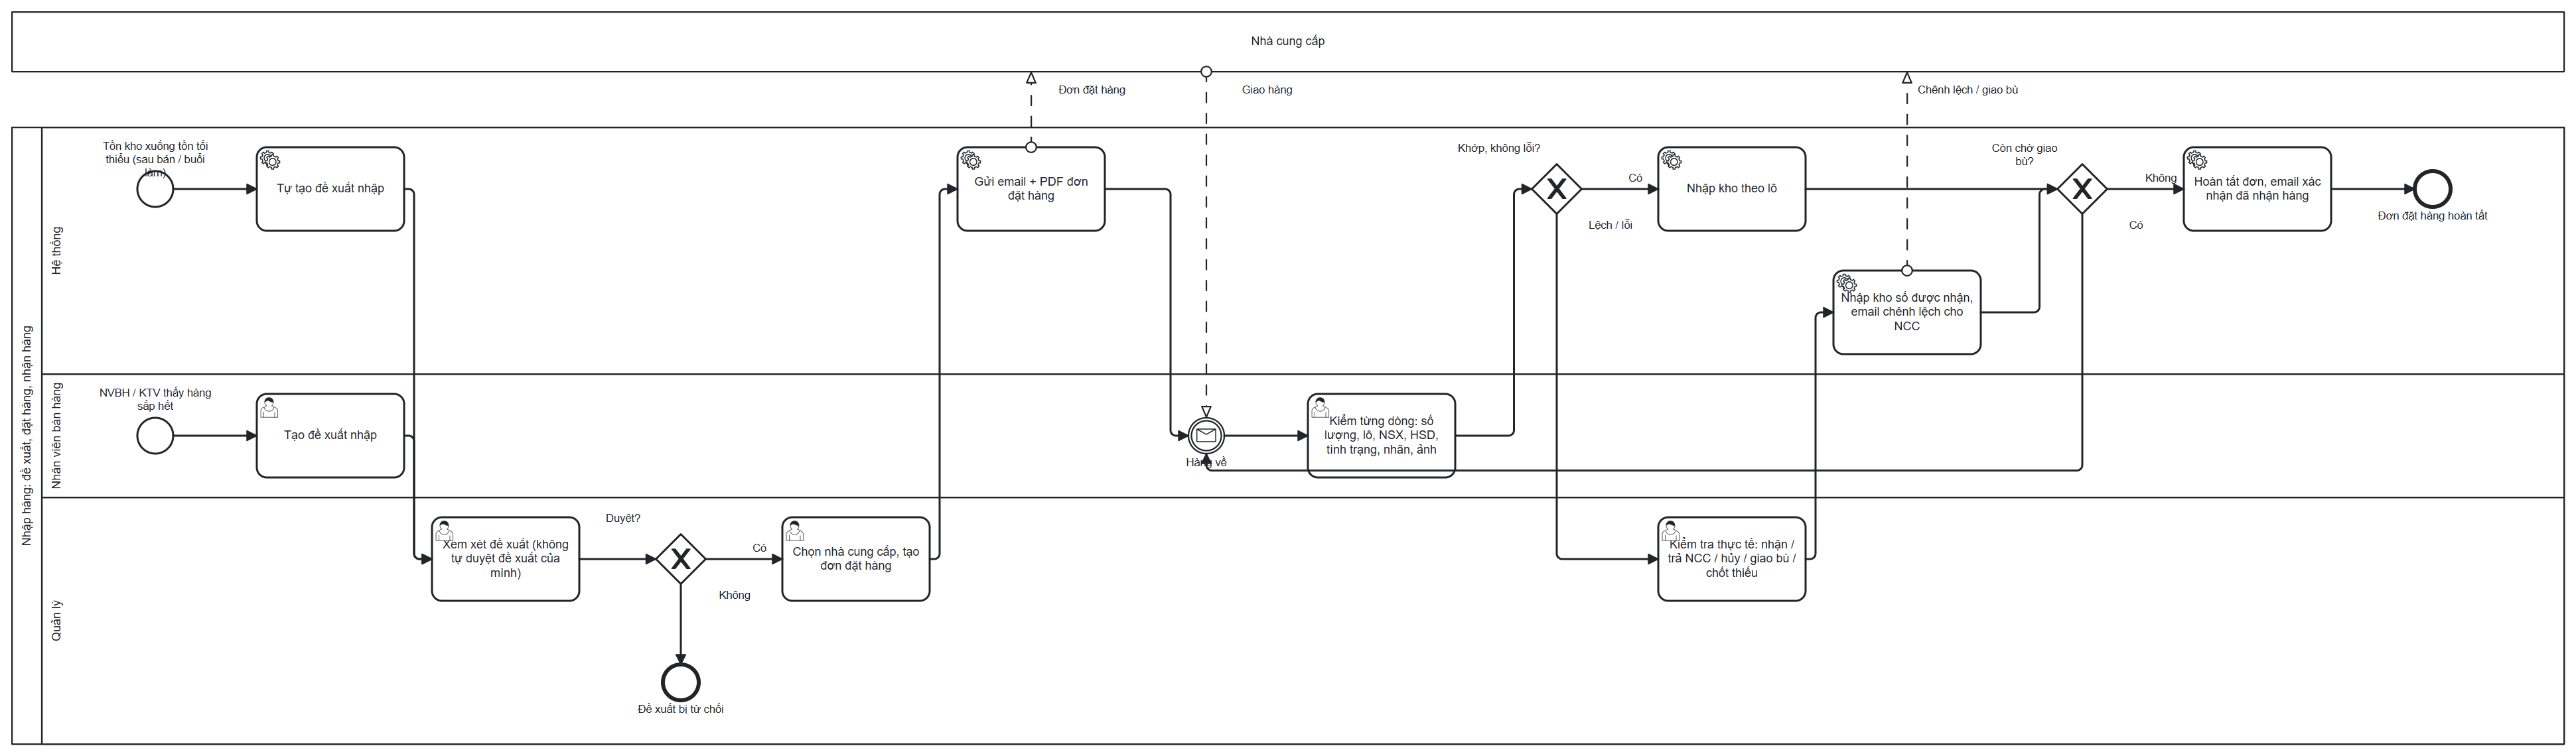 Nhà cung cấp
Đơn đặt hàng
Giao hàng
Chênh lệch / giao bù
Nhập hàng: đề xuất, đặt hàng, nhận hàng
Hệ thống
Tồn kho xuống tồn tối
thiểu (sau bán / buổi
làm)
Tự tạo đề xuất nhập
Gửi email + PDF đơn
đặt hàng
Khớp, không lỗi?
Có
Lệch / lỗi
Nhập kho theo lô
Nhập kho số được nhận,
email chênh lệch cho
NCC
Còn chờ giao
bù?
Không
Có
Hoàn tất đơn, email xác
nhận đã nhận hàng
Đơn đặt hàng hoàn tất
Nhân viên bán hàng
NVBH / KTV thấy hàng
sắp hết
Tạo đề xuất nhập
Hàng về
Kiểm từng dòng: số
lượng, lô, NSX, HSD,
tình trạng, nhãn, ảnh
Quản lý
Xem xét đề xuất (không
tự duyệt đề xuất của
mình)
Duyệt?
Có
Không
Chọn nhà cung cấp, tạo
đơn đặt hàng
Đề xuất bị từ chối
Kiểm tra thực tế: nhận /
trả NCC / hủy / giao bù /
chốt thiếu